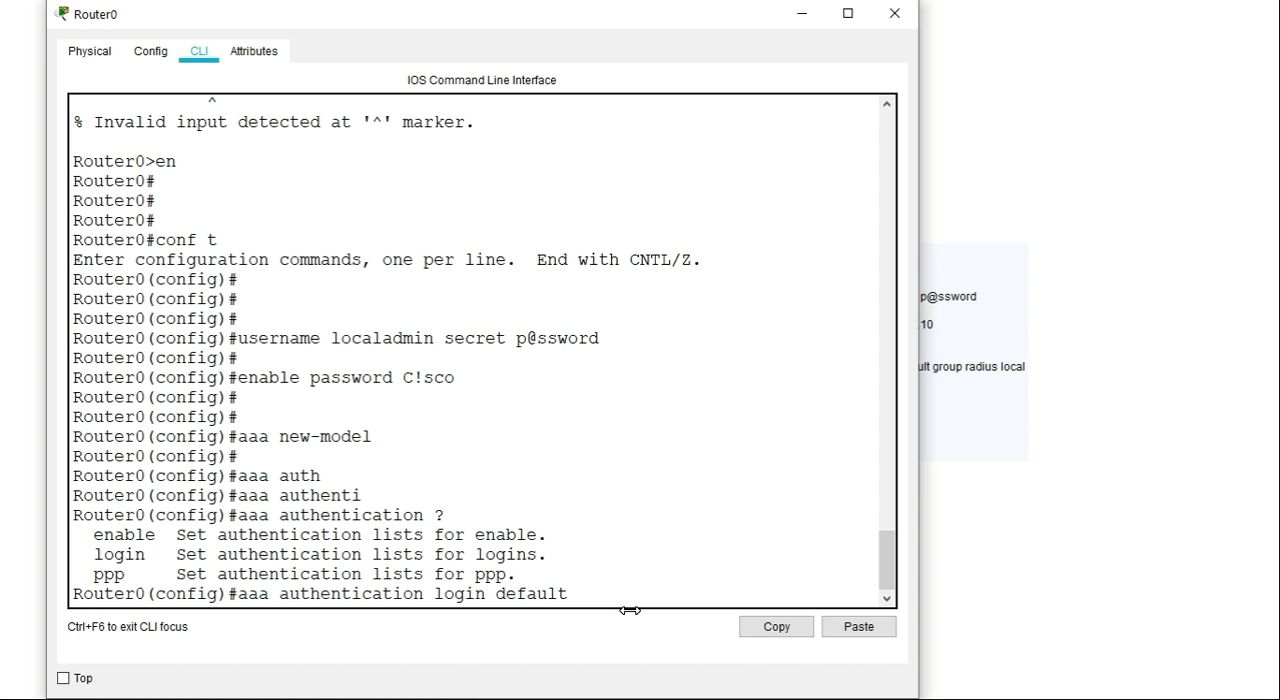 Router0
Physical Config CLI Attributes
IOS Command Line Interface
^
% Invalid input detected at '^' marker.
Router0>en
Router0#
Router0#
Router0#
Router0#conf t
Enter configuration commands, one per line.  End with CNTL/Z.
Router0(config)#
Router0(config)#
Router0(config)#
Router0(config)#username localadmin secret p@ssword
Router0(config)#
Router0(config)#enable password C!sco
Router0(config)#
Router0(config)#
Router0(config)#aaa new-model
Router0(config)#
Router0(config)#aaa auth
Router0(config)#aaa authenti
Router0(config)#aaa authentication ?
enable  Set authentication lists for enable.
login   Set authentication lists for logins.
ppp     Set authentication lists for ppp.
Router0(config)#aaa authentication login default
Ctrl+F6 to exit CLI focus
Copy Paste
Top
p@ssword
10
ult group radius local